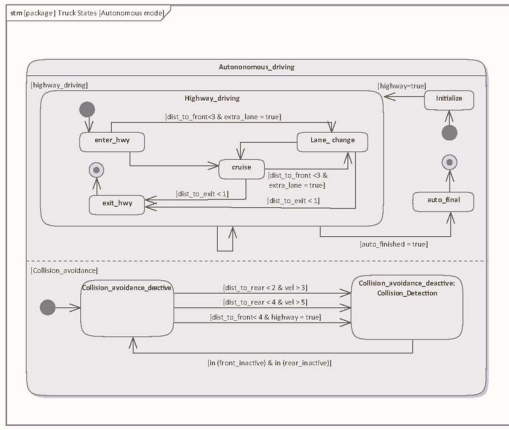 stm [package] Truck States [Autonomous mode]
Autononomous_driving
[highway_driving]
[highway=true]
Highway_driving
Initialize
[dist_to_front<3 & extra_lane = true]
enter_hwy
Lane_ change
cruise
[dist_to_front <3 &
extra_lane = true]
[dist_to_exit < 1]
exit_hwy
[dist_to_exit < 1]
auto_final
[auto_finished = true]
[Collision_avoidance]
Collision_avoidance_deactive
[dist_to_rear < 2 & vel > 3]
Collision_avoidance_deactive:
Collision_Detection
[dist_to_rear < 4 & vel > 5]
[dist_to_front< 4 & highway = true]
[in (front_inactive) & in (rear_inactive)]